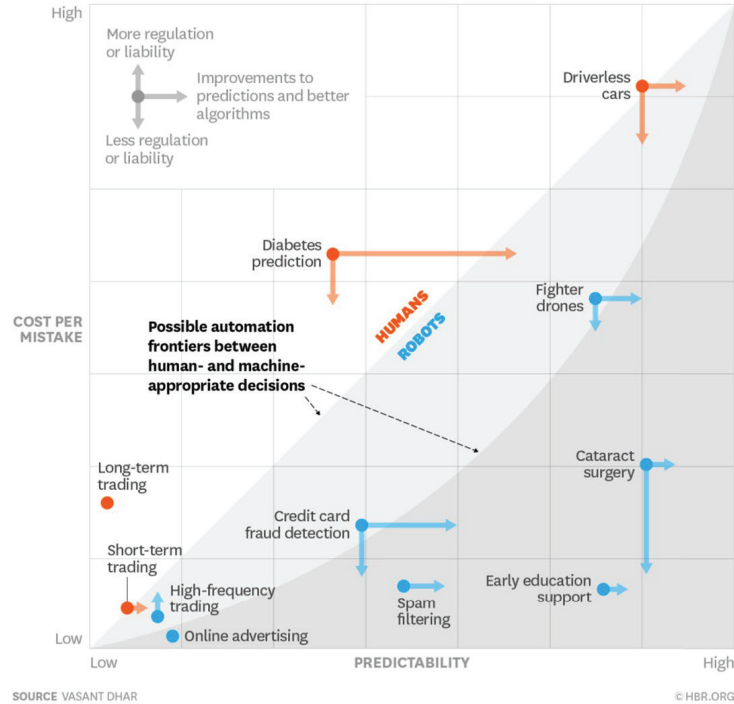 High
More regulation
or liability
Improvements to
predictions and better
algorithms
Less regulation
or liability
Driverless
cars
Diabetes
prediction
Fighter
drones
HUMANS
ROBOTS
COST PER
MISTAKE
Possible automation
frontiers between
human- and machine-
appropriate decisions
Long-term
trading
Cataract
surgery
Credit card
fraud detection
Short-term
trading
High-frequency
trading
Early education
support
Spam
filtering
Online advertising
Low
Low
PREDICTABILITY
High
SOURCE VASANT DHAR
© HBR.ORG